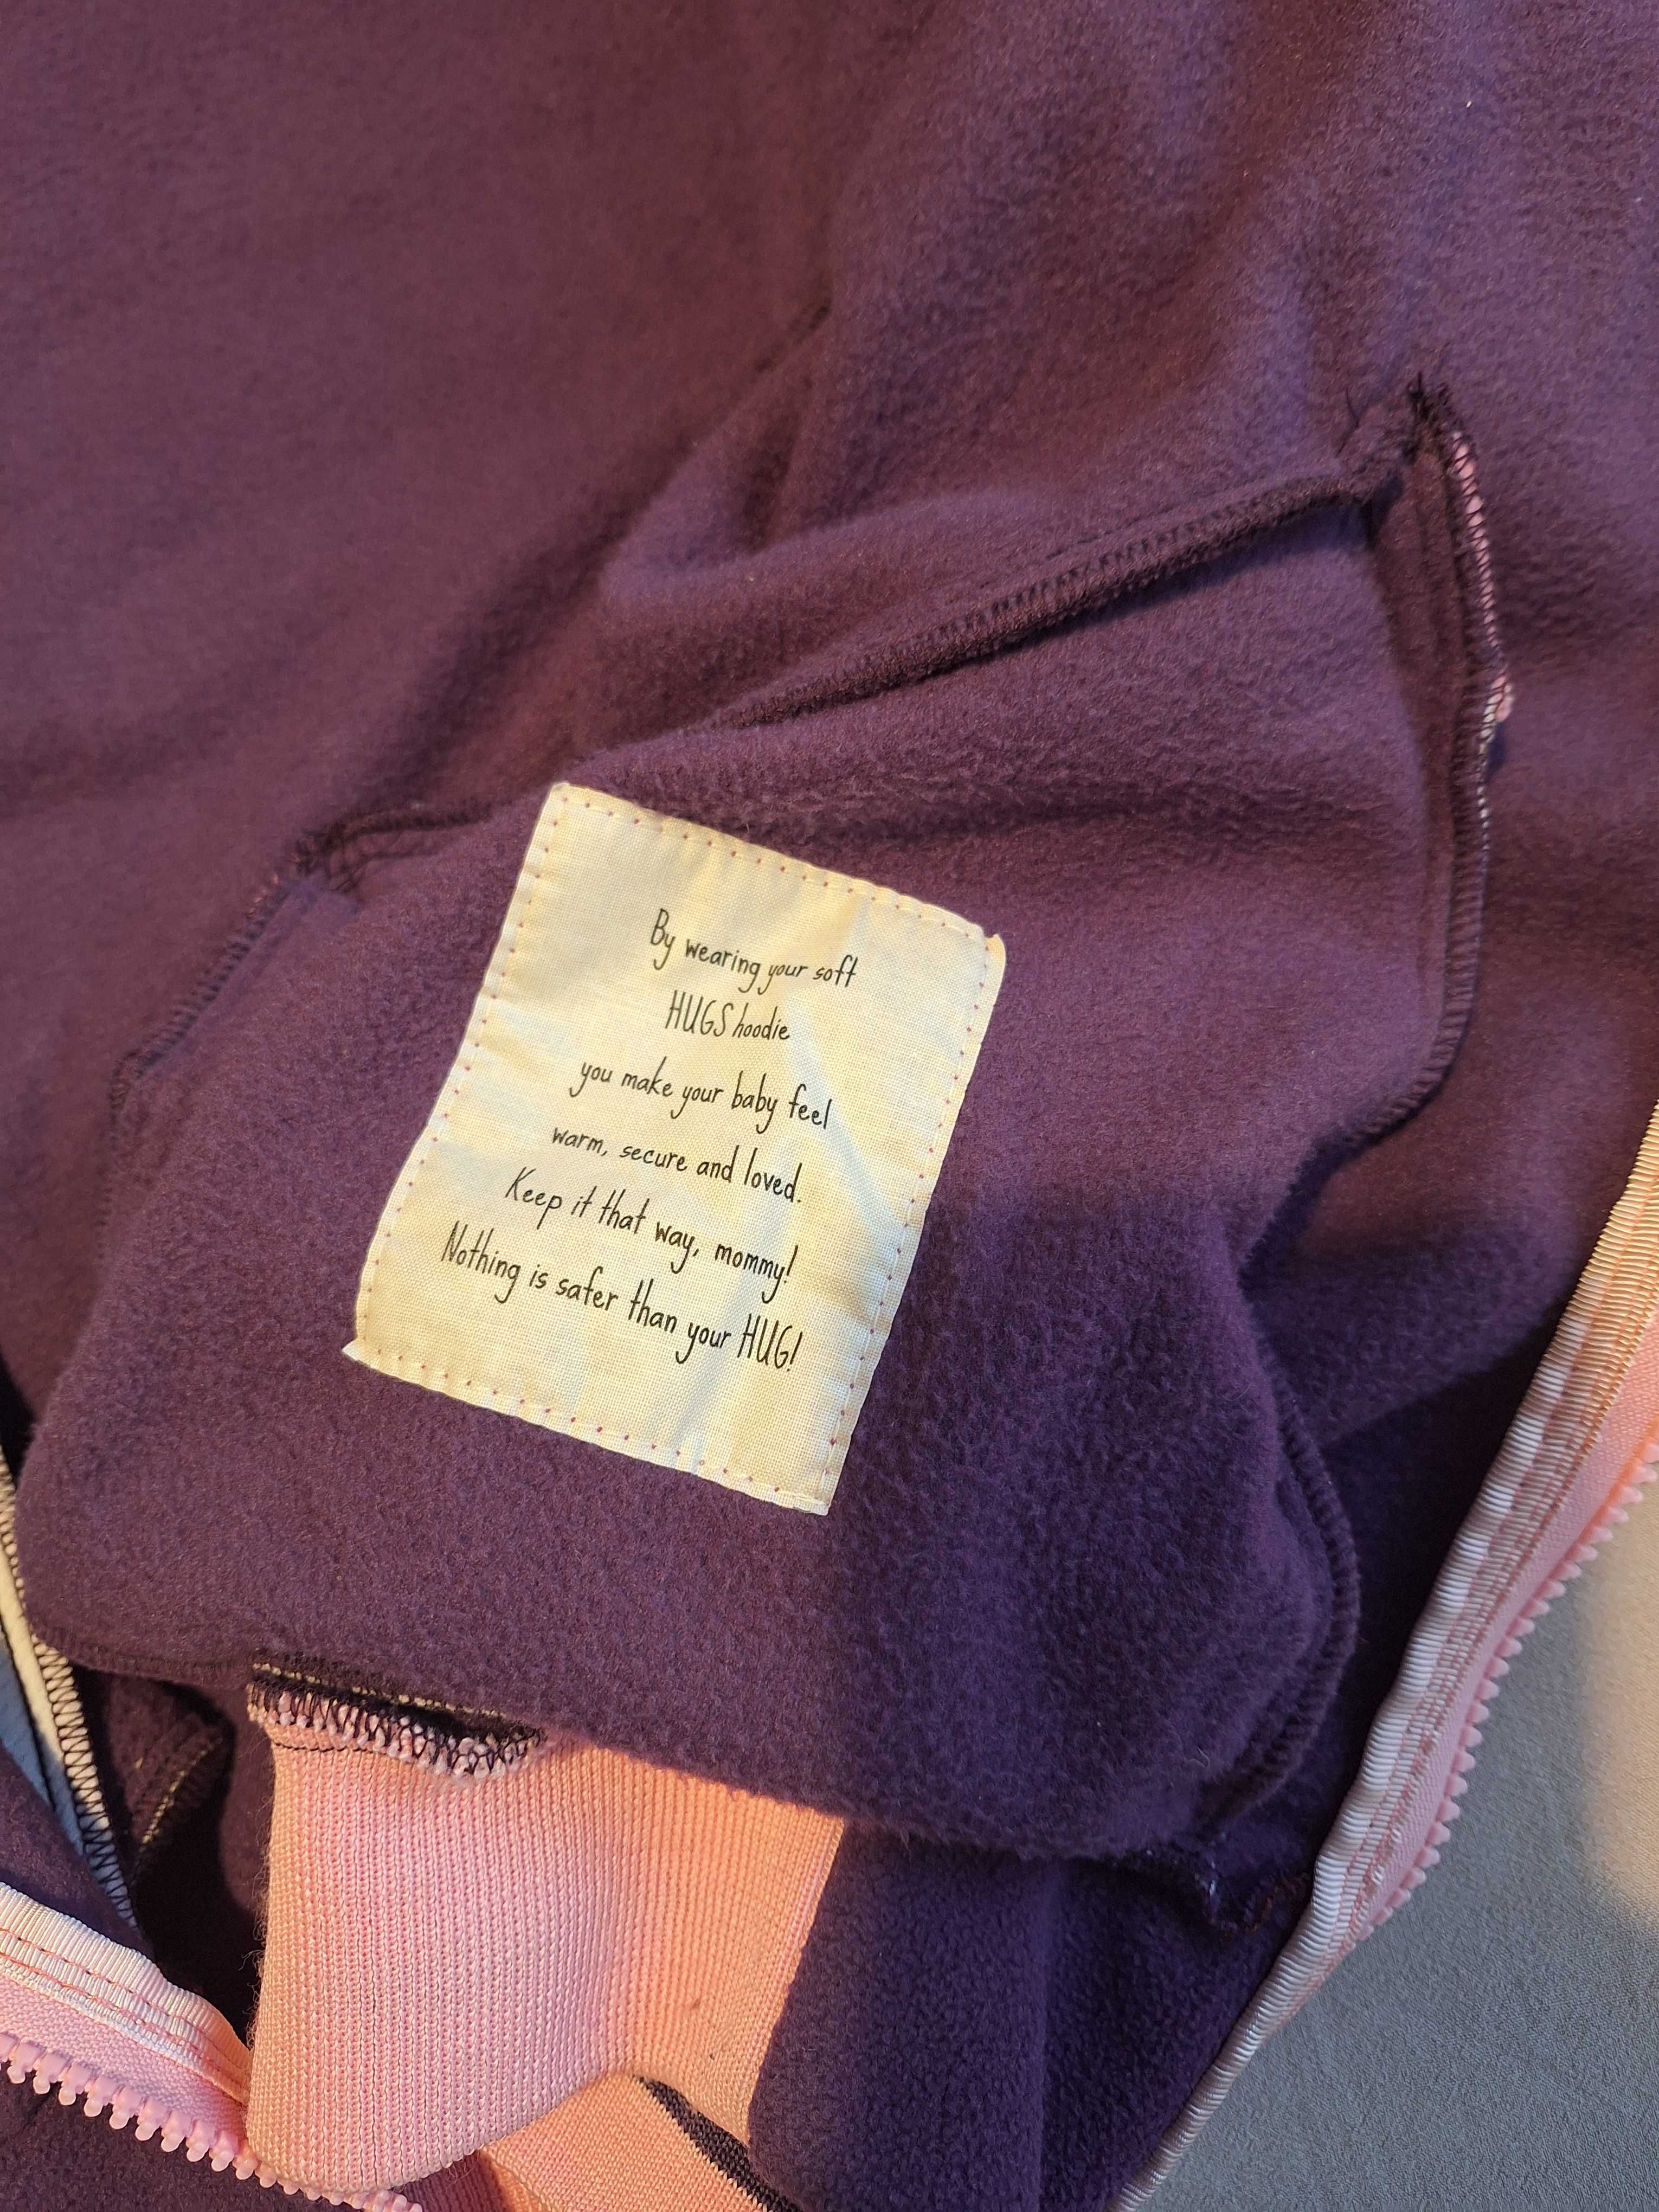 By wearing your soft
HUGS hoodie
you make your baby feel
warm, secure and loved.
Keep it that way, mommy!
Nothing is safer than your HUG!